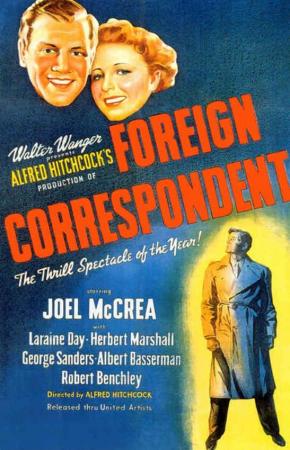 Walter Wanger
presents
ALFRED HITCHCOCK'S
PRODUCTION OF
FOREIGN
CORRESPONDENT
The Thrill Spectacle of the Year!
starring
JOEL McCREA
with
Laraine Day · Herbert Marshall
George Sanders · Albert Basserman
Robert Benchley
Directed by ALFRED HITCHCOCK
Released thru United Artists